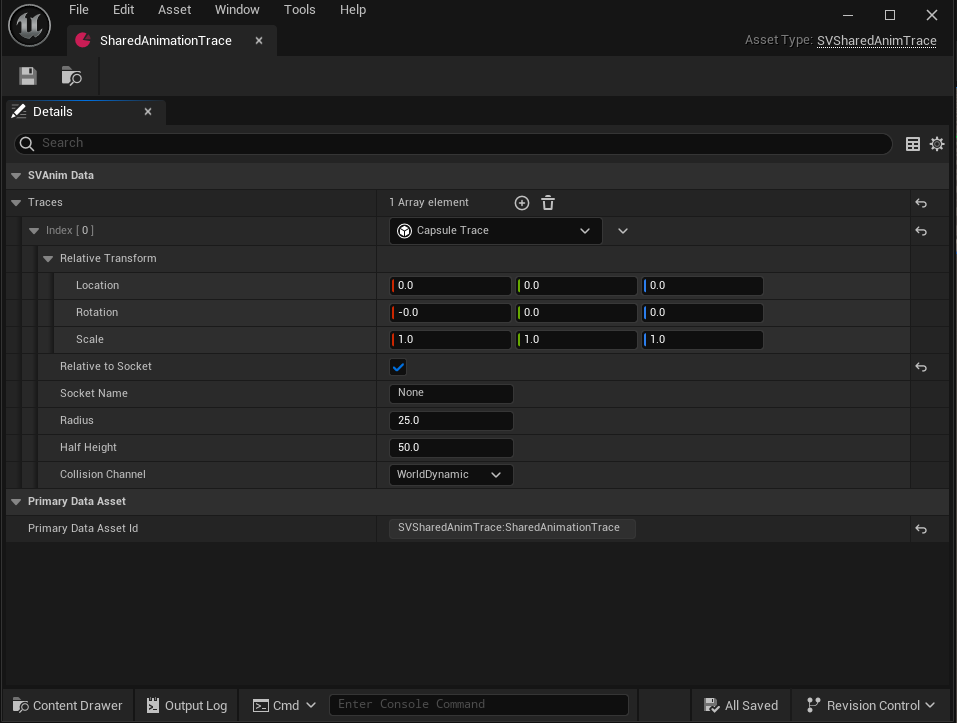 File Edit Asset Window Tools Help
SharedAnimationTrace
Asset Type: SVSharedAnimTrace
Details
Search
SVAnim Data
Traces 1 Array element
Index [ 0 ] Capsule Trace
Relative Transform
Location 0.0 0.0 0.0
Rotation -0.0 0.0 0.0
Scale 1.0 1.0 1.0
Relative to Socket
Socket Name None
Radius 25.0
Half Height 50.0
Collision Channel WorldDynamic
Primary Data Asset
Primary Data Asset Id SVSharedAnimTrace:SharedAnimationTrace
Content Drawer Output Log Cmd Enter Console Command All Saved Revision Control